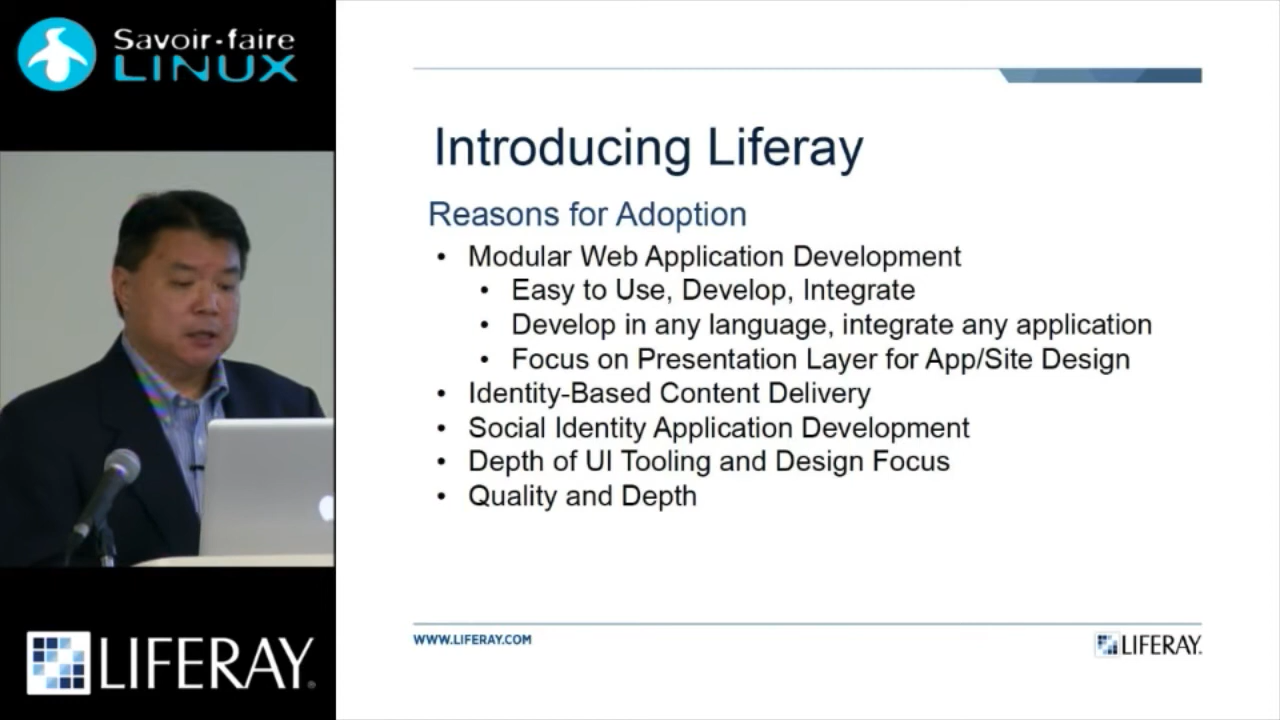 Savoir-faire
LINUX
Introducing Liferay
Reasons for Adoption
• Modular Web Application Development
• Easy to Use, Develop, Integrate
• Develop in any language, integrate any application
• Focus on Presentation Layer for App/Site Design
• Identity-Based Content Delivery
• Social Identity Application Development
• Depth of UI Tooling and Design Focus
• Quality and Depth
WWW.LIFERAY.COM
LIFERAY.
LIFERAY.